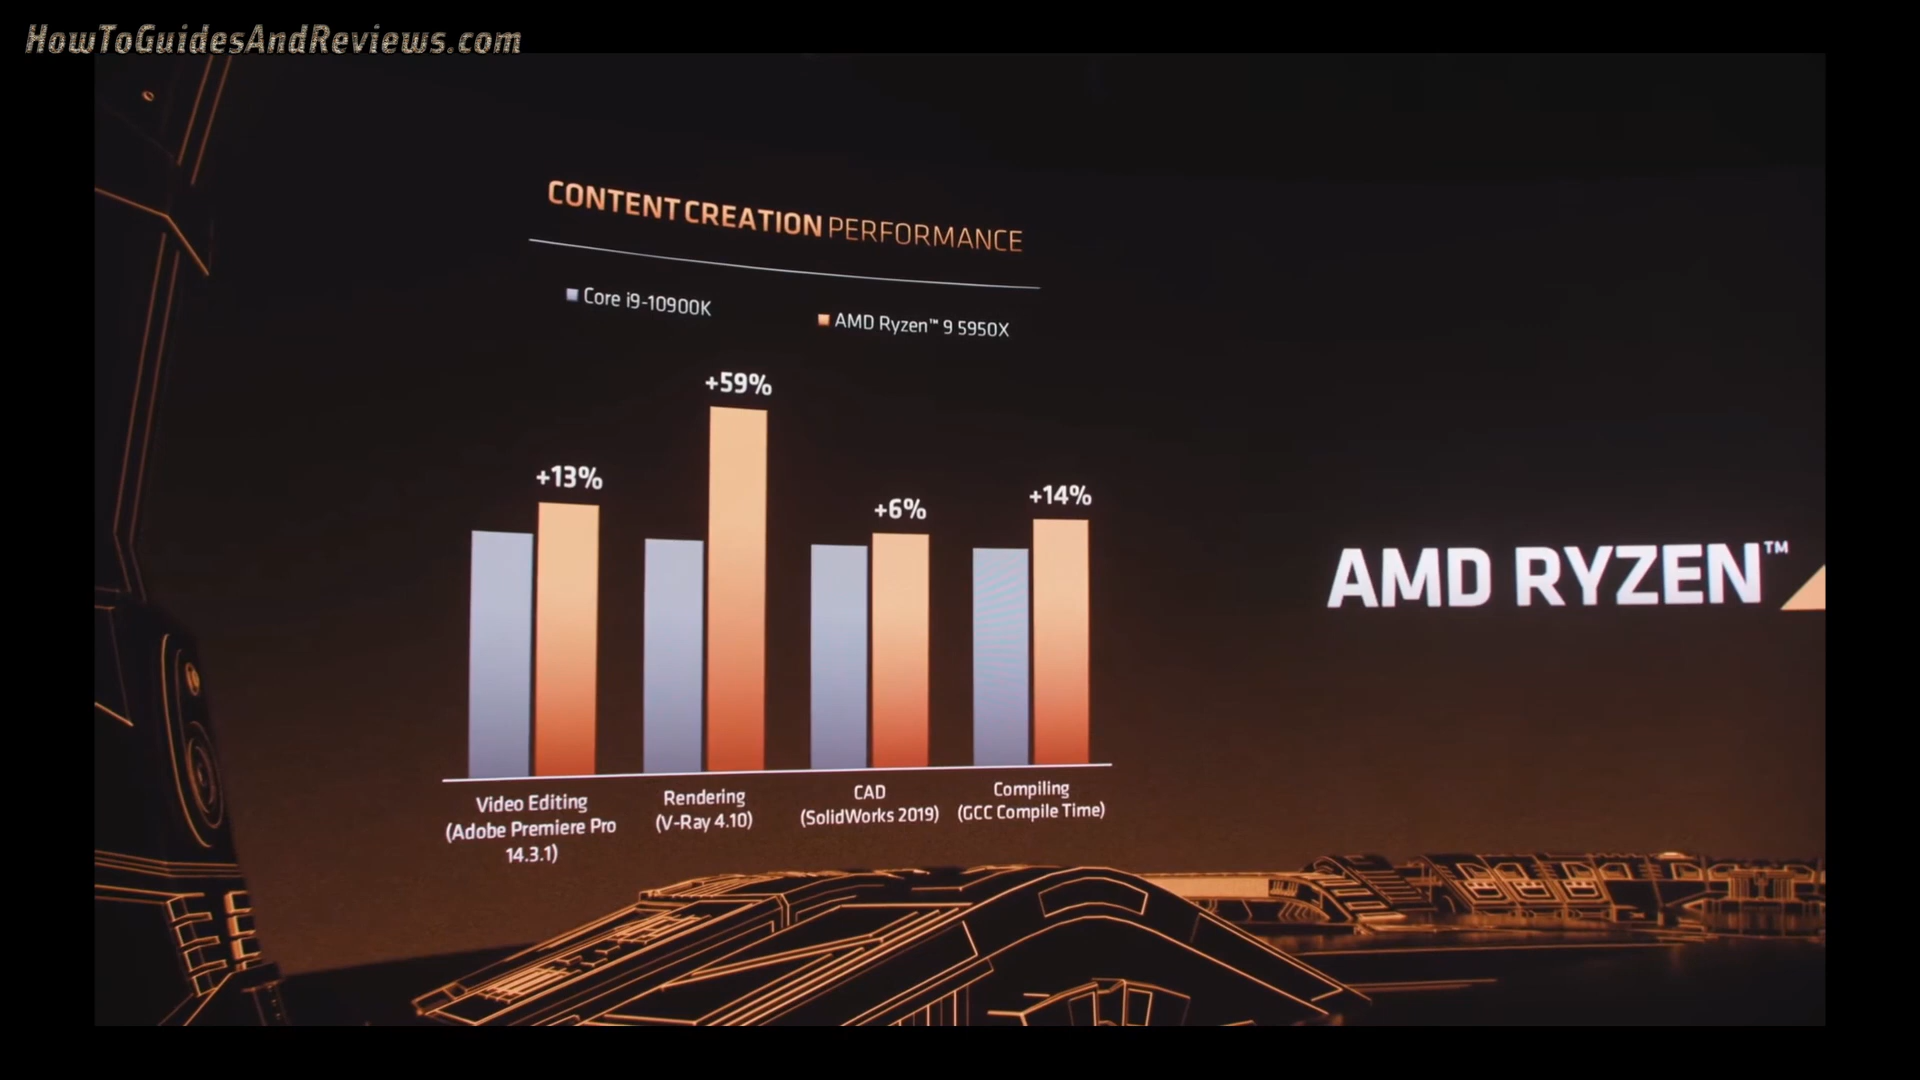 HowToGuidesAndReviews.com
CONTENT CREATION PERFORMANCE
Core i9-10900K
AMD Ryzen™ 9 5950X
+13%
+59%
+6%
+14%
Video Editing
(Adobe Premiere Pro
14.3.1)
Rendering
(V-Ray 4.10)
CAD
(SolidWorks 2019)
Compiling
(GCC Compile Time)
AMD RYZEN™